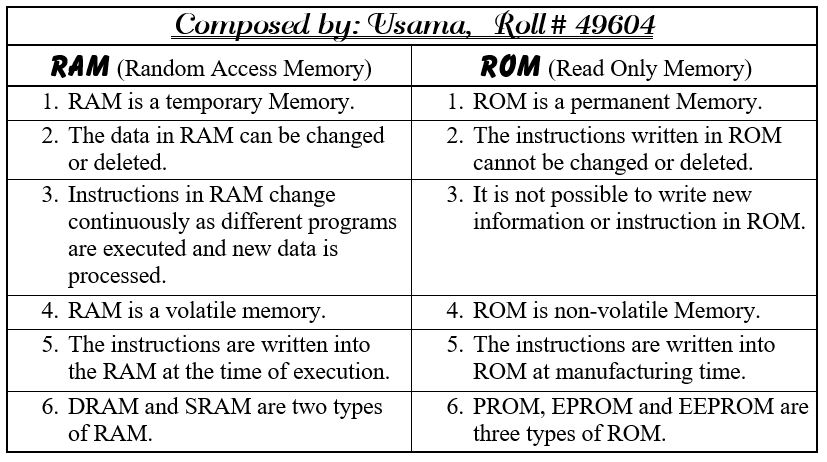 Composed by: Usama, Roll # 49604
RAM (Random Access Memory)
ROM (Read Only Memory)
1. RAM is a temporary Memory.
1. ROM is a permanent Memory.
2. The data in RAM can be changed
or deleted.
2. The instructions written in ROM
cannot be changed or deleted.
3. Instructions in RAM change
continuously as different programs
are executed and new data is
processed.
3. It is not possible to write new
information or instruction in ROM.
4. RAM is a volatile memory.
4. ROM is non-volatile Memory.
5. The instructions are written into
the RAM at the time of execution.
5. The instructions are written into
ROM at manufacturing time.
6. DRAM and SRAM are two types
of RAM.
6. PROM, EPROM and EEPROM are
three types of ROM.